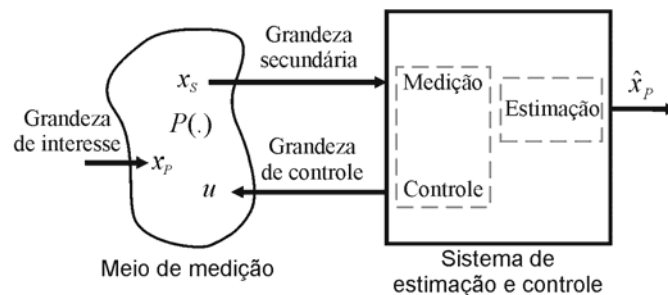 Grandeza
secundária
x_S
Medição
x̂_P
Estimação
P(.)
Grandeza
de interesse
x_P
Grandeza
de controle
u
Controle
Meio de medição
Sistema de
estimação e controle